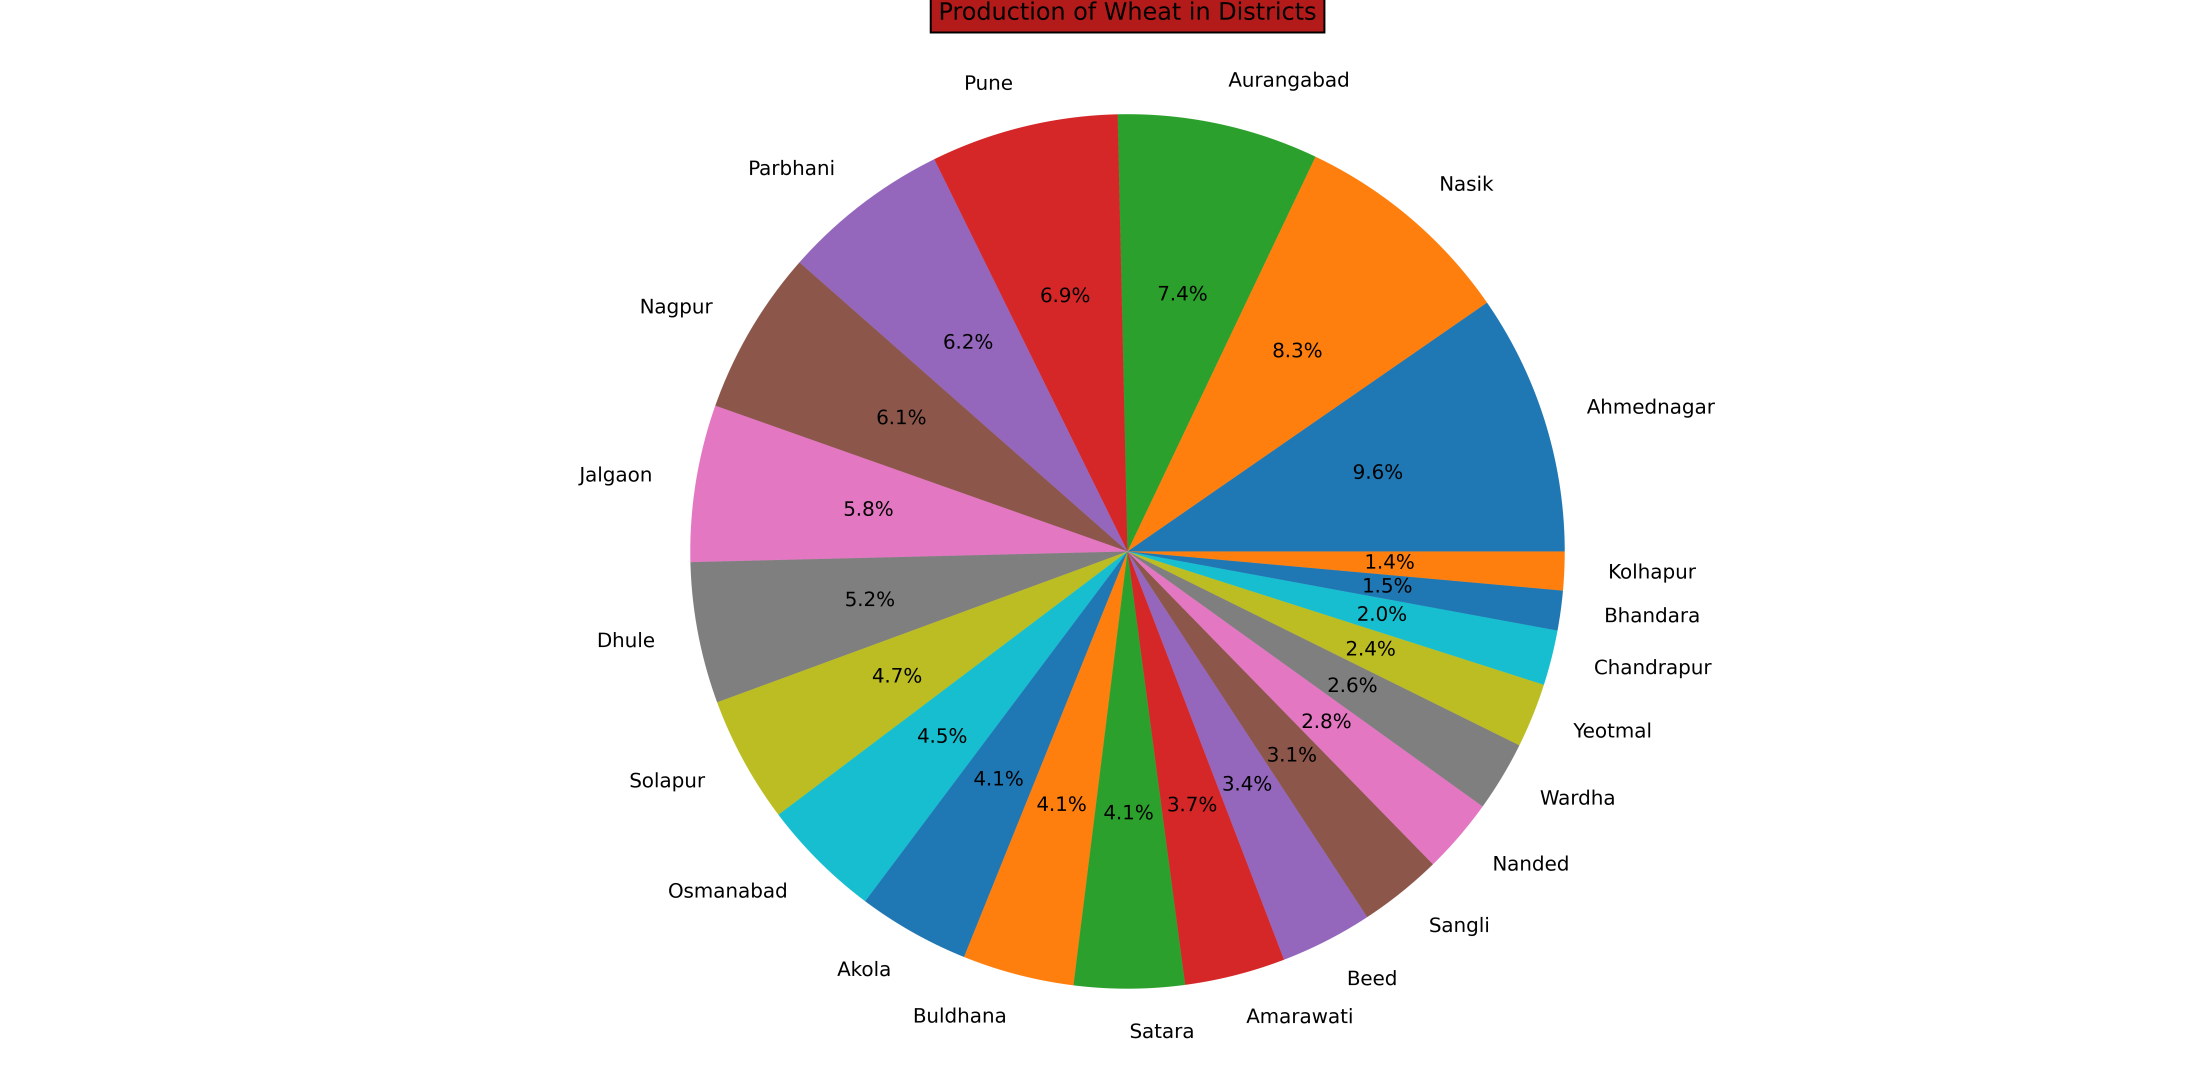 Production of Wheat in Districts
Aurangabad
Pune
Parbhani
Nasik
Nagpur
Ahmednagar
Jalgaon
Dhule
Solapur
Osmanabad
Akola
Buldhana
Satara
Amarawati
Beed
Sangli
Nanded
Wardha
Yeotmal
Chandrapur
Bhandara
Kolhapur
9.6%
8.3%
7.4%
6.9%
6.2%
6.1%
5.8%
5.2%
4.7%
4.5%
4.1%
4.1%
4.1%
3.7%
3.4%
3.1%
2.8%
2.6%
2.4%
2.0%
1.5%
1.4%